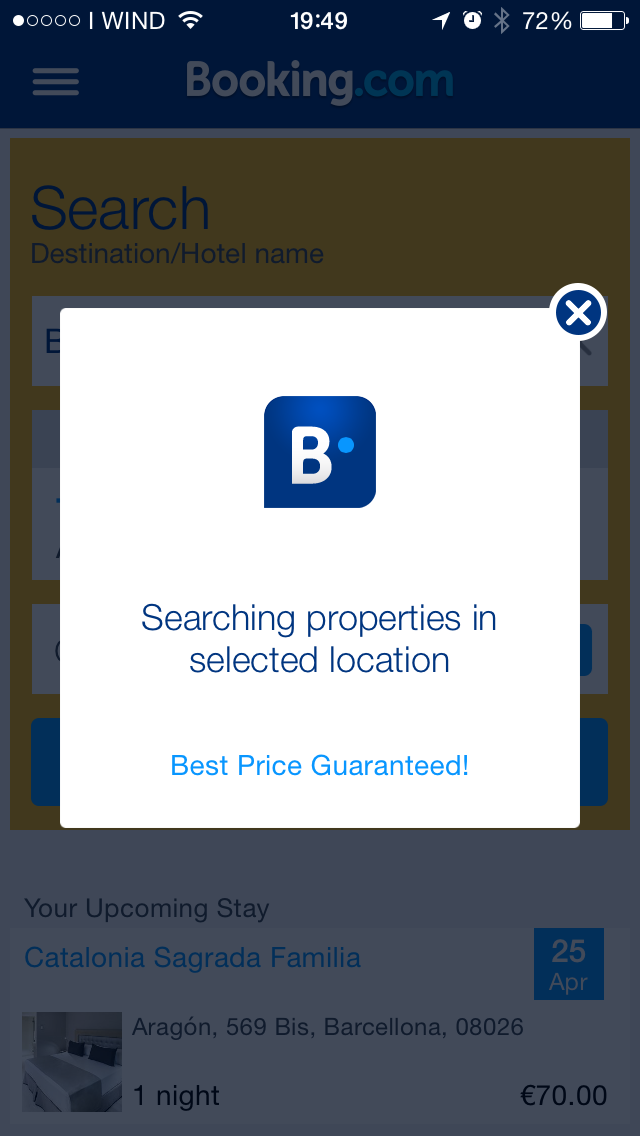 I WIND 19:49 72%
Booking.com
Search
Destination/Hotel name
B
Searching properties in
selected location
Best Price Guaranteed!
Your Upcoming Stay
Catalonia Sagrada Familia
25
Apr
Aragón, 569 Bis, Barcellona, 08026
1 night
€70.00